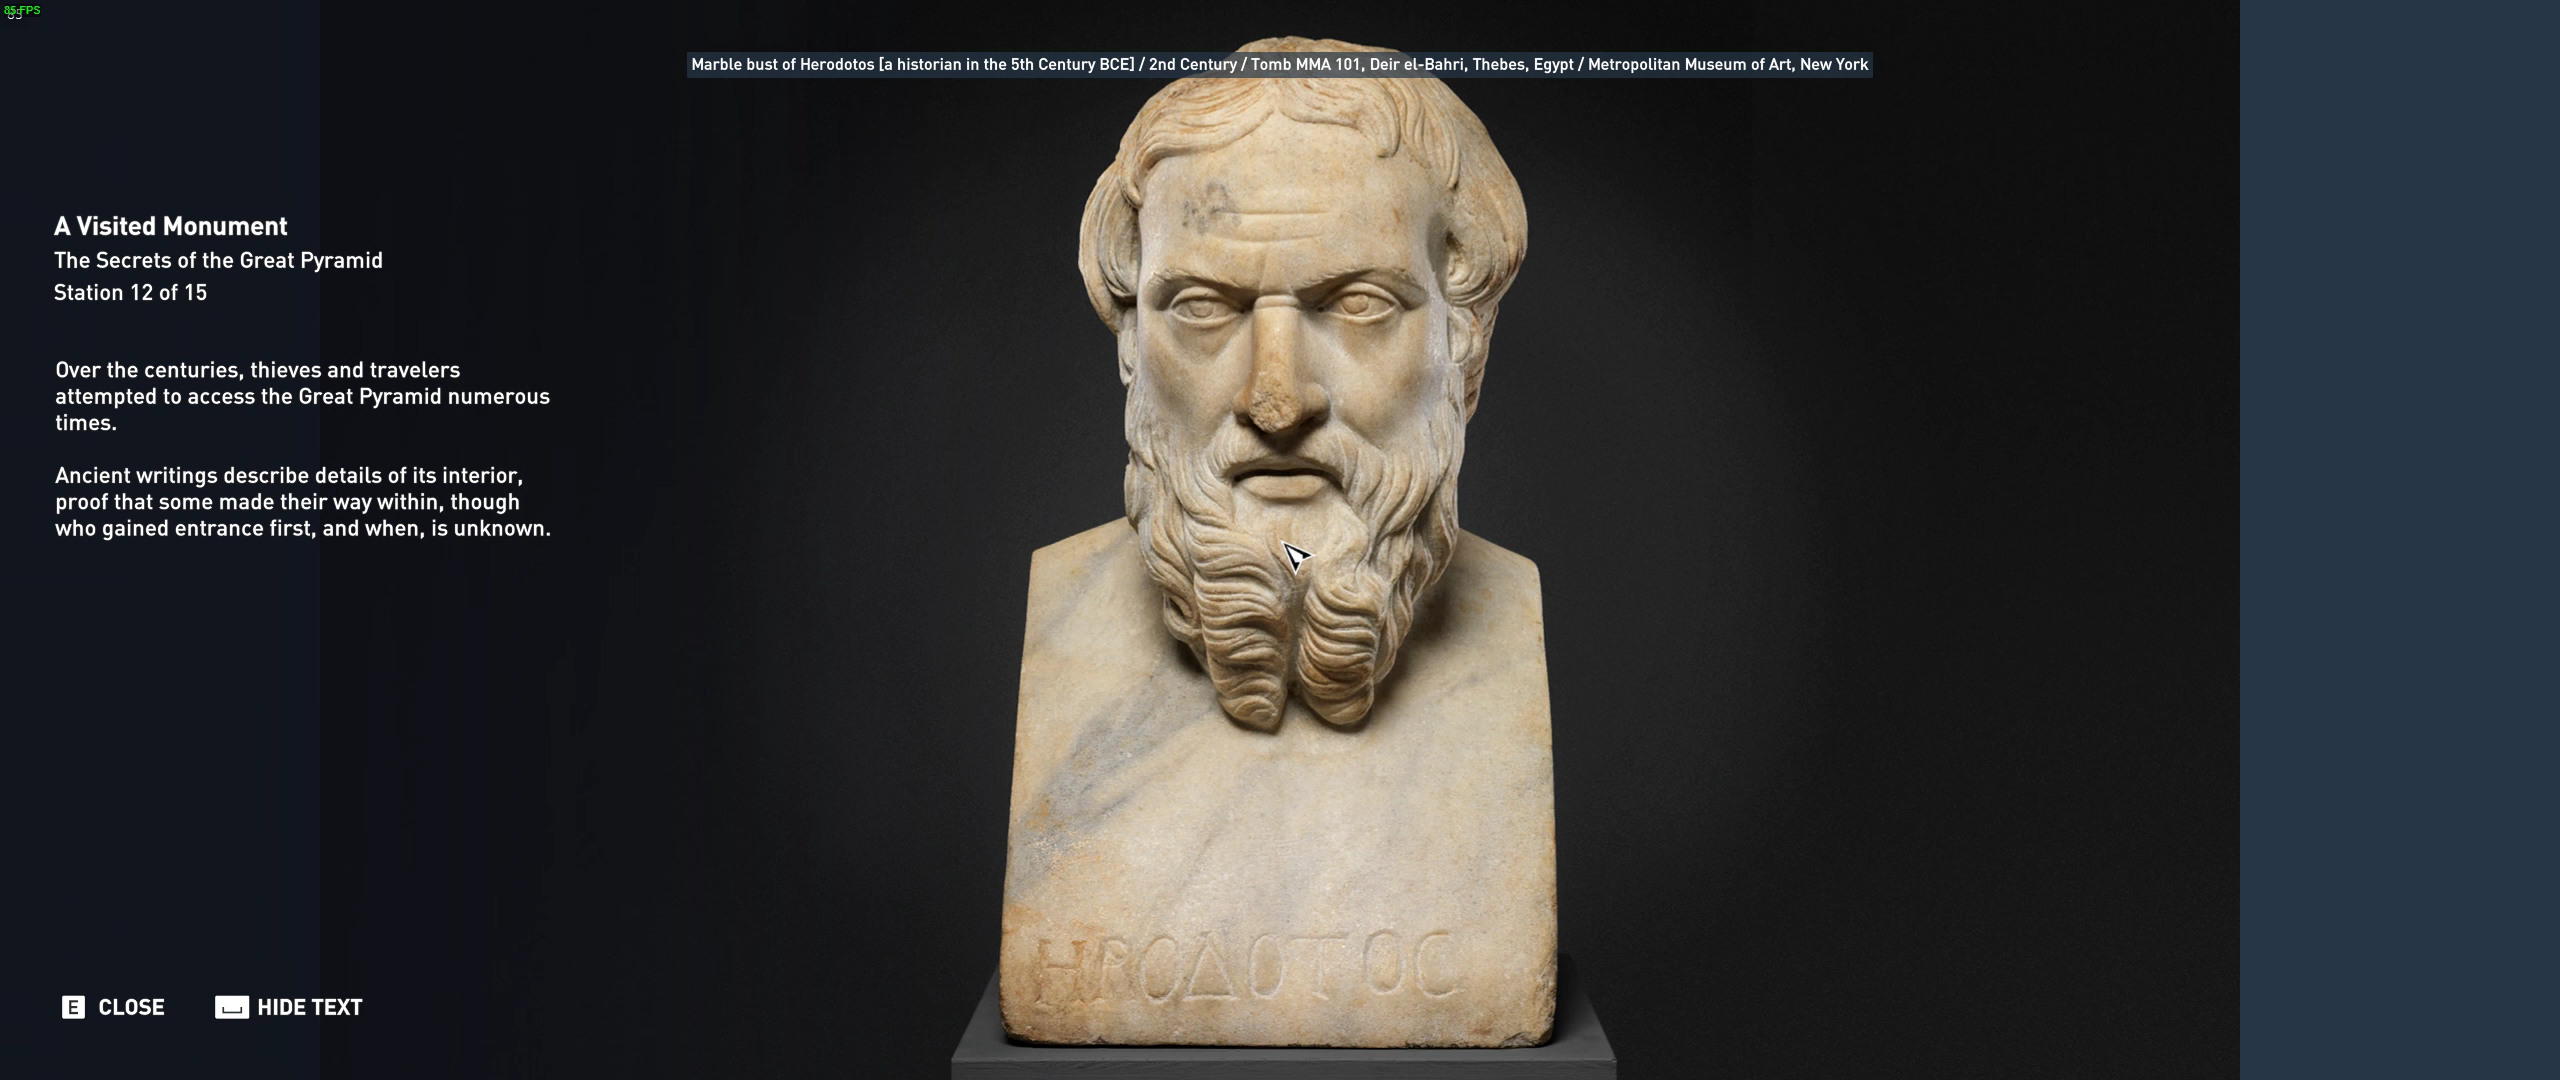 85 FPS
Marble bust of Herodotos [a historian in the 5th Century BCE] / 2nd Century / Tomb MMA 101, Deir el-Bahri, Thebes, Egypt / Metropolitan Museum of Art, New York
A Visited Monument
The Secrets of the Great Pyramid
Station 12 of 15
Over the centuries, thieves and travelers
attempted to access the Great Pyramid numerous
times.
Ancient writings describe details of its interior,
proof that some made their way within, though
who gained entrance first, and when, is unknown.
ΗΡΟΔΟΤΟC
E CLOSE HIDE TEXT